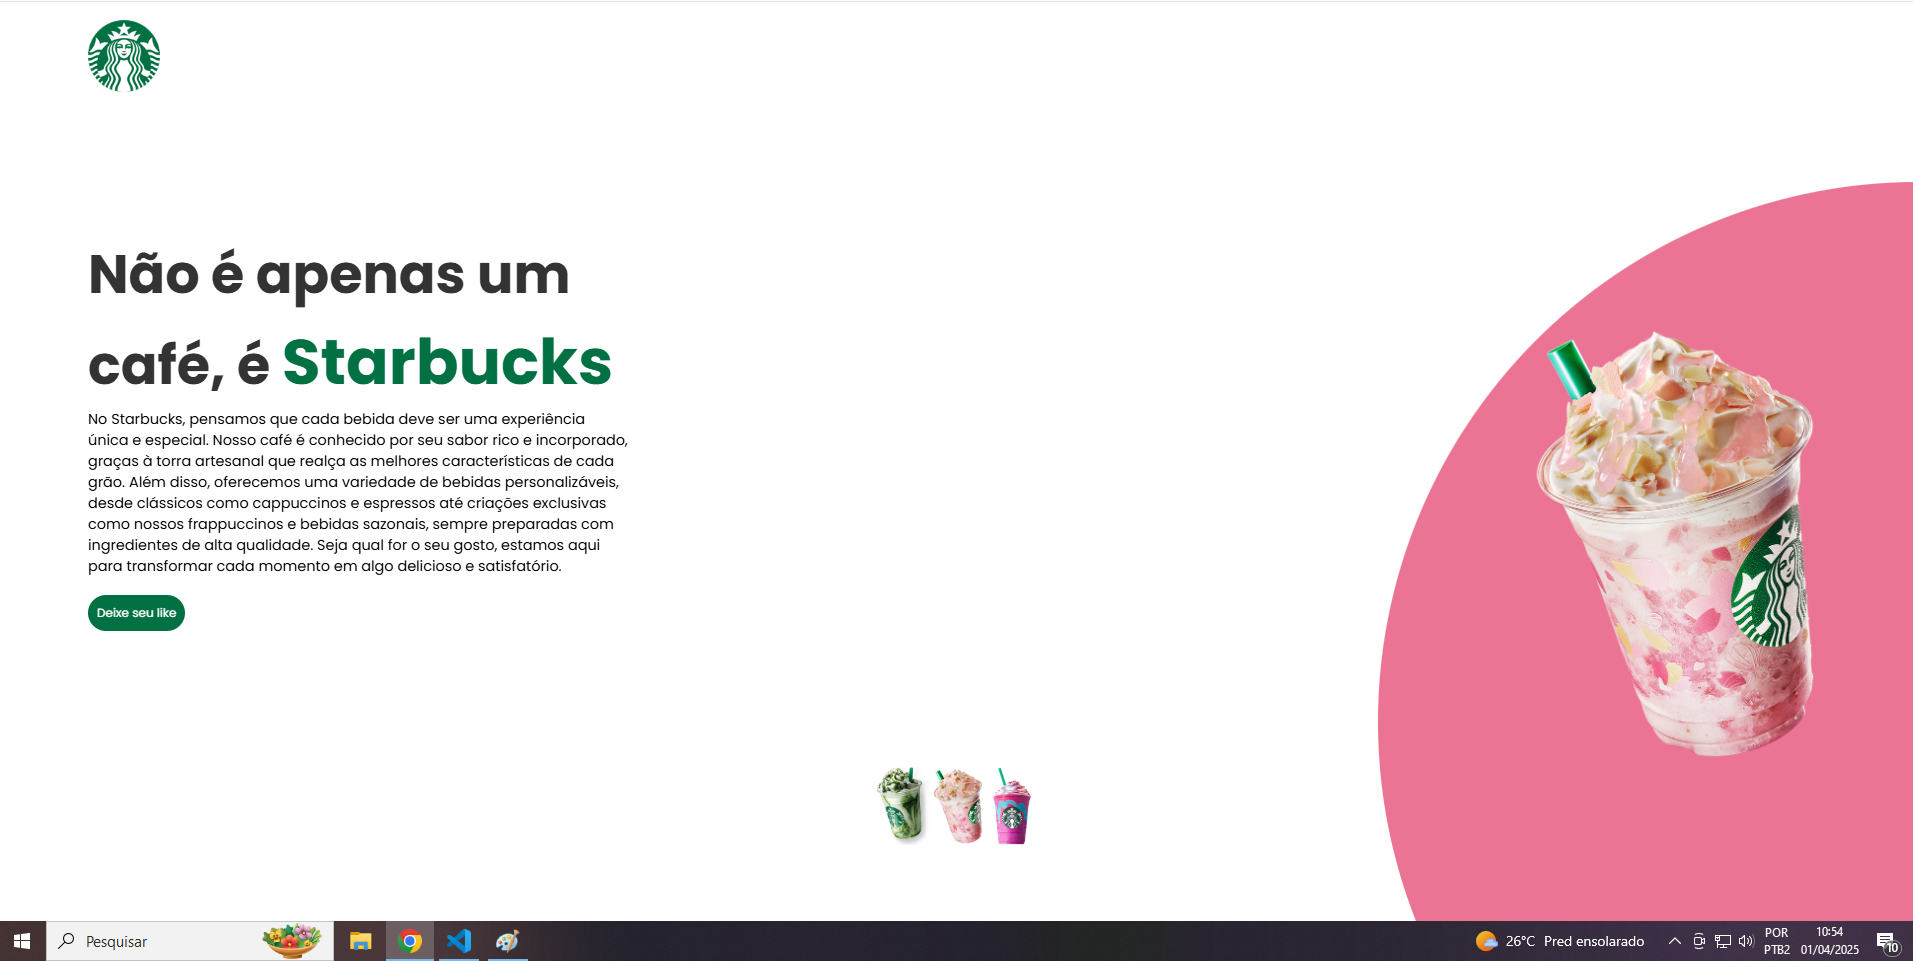 Não é apenas um
café, é Starbucks
No Starbucks, pensamos que cada bebida deve ser uma experiência
única e especial. Nosso café é conhecido por seu sabor rico e incorporado,
graças à torra artesanal que realça as melhores características de cada
grão. Além disso, oferecemos uma variedade de bebidas personalizáveis,
desde clássicos como cappuccinos e espressos até criações exclusivas
como nossos frappuccinos e bebidas sazonais, sempre preparadas com
ingredientes de alta qualidade. Seja qual for o seu gosto, estamos aqui
para transformar cada momento em algo delicioso e satisfatório.
Deixe seu like
Pesquisar
26°C Pred ensolarado
POR
PTB2
10:54
01/04/2025
10